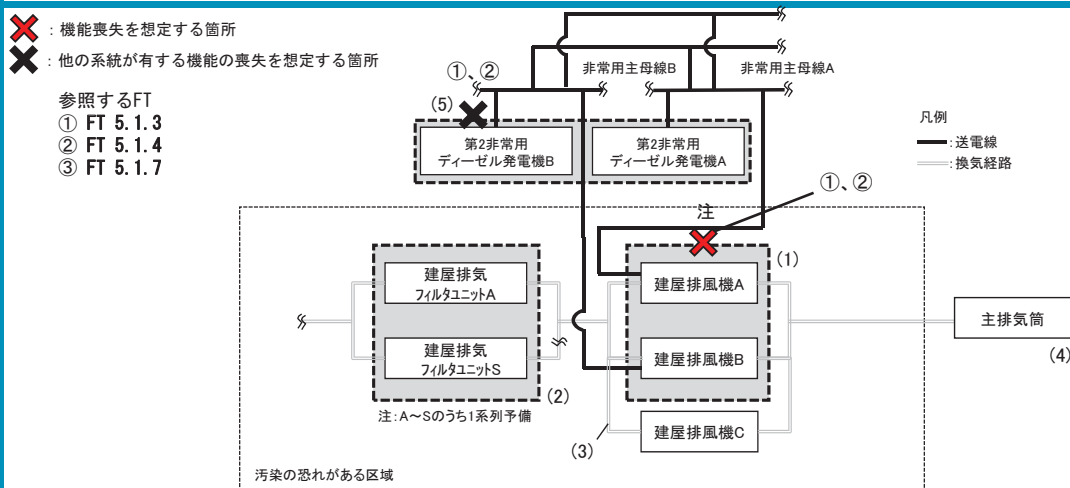 : 機能喪失を想定する箇所
: 他の系統が有する機能の喪失を想定する箇所
参照するFT
① FT 5.1.3
② FT 5.1.4
③ FT 5.1.7
①、②
非常用主母線B
非常用主母線A
(5)
第2非常用
ディーゼル発電機B
第2非常用
ディーゼル発電機A
凡例
:送電線
:換気経路
①、②
注
(1)
建屋排気
フィルタユニットA
建屋排風機A
主排気筒
(4)
建屋排気
フィルタユニットS
建屋排風機B
(2)
注:A~Sのうち1系列予備
建屋排風機C
(3)
汚染の恐れがある区域